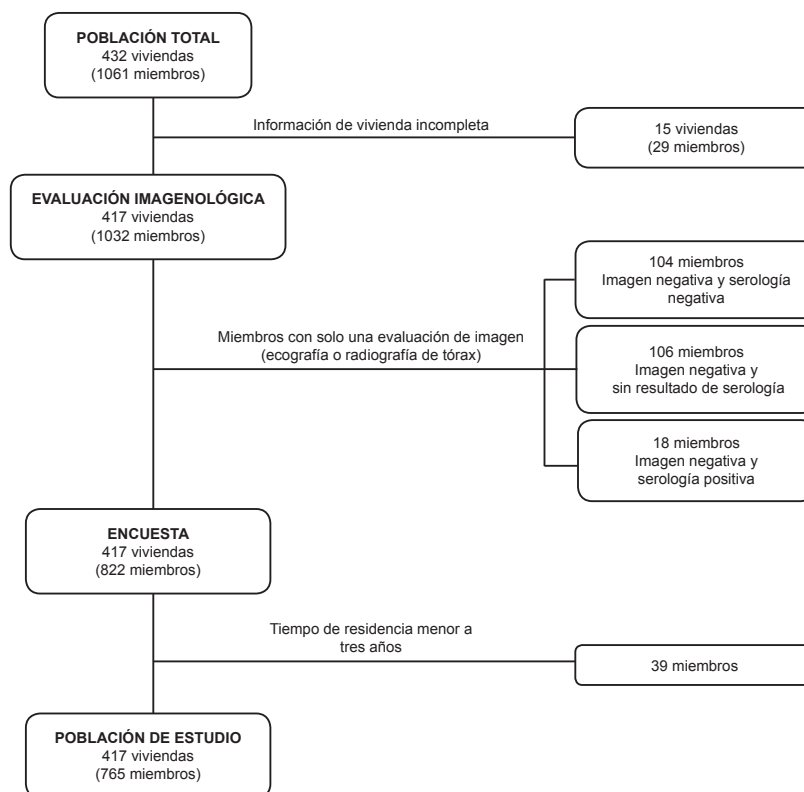 POBLACIÓN TOTAL
432 viviendas
(1061 miembros)
Información de vivienda incompleta
15 viviendas
(29 miembros)
EVALUACIÓN IMAGENOLÓGICA
417 viviendas
(1032 miembros)
104 miembros
Imagen negativa y serología
negativa
Miembros con solo una evaluación de imagen
(ecografía o radiografía de tórax)
106 miembros
Imagen negativa y
sin resultado de serología
18 miembros
Imagen negativa y
serología positiva
ENCUESTA
417 viviendas
(822 miembros)
Tiempo de residencia menor a
tres años
39 miembros
POBLACIÓN DE ESTUDIO
417 viviendas
(765 miembros)